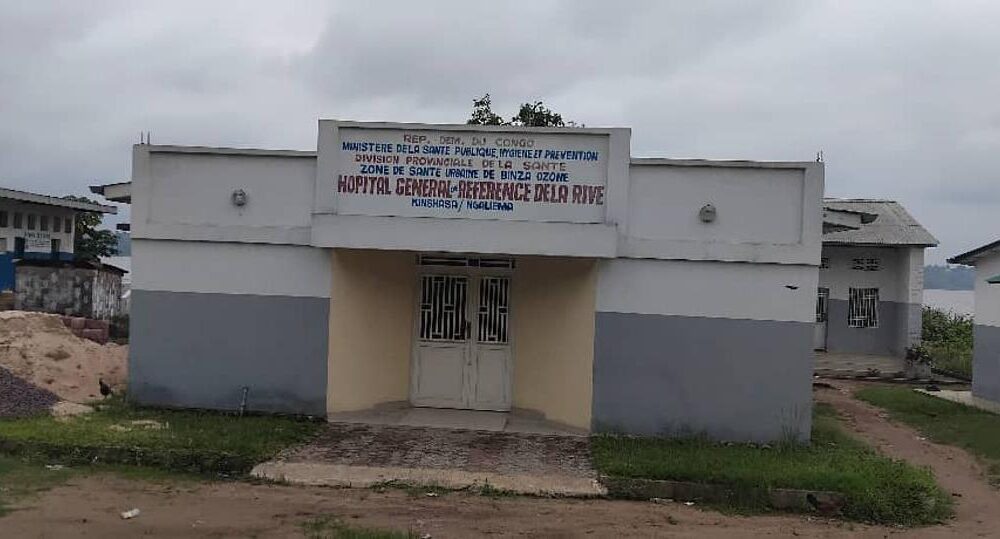 REP. DEM. DU CONGO
MINISTERE DE LA SANTE PUBLIQUE, HYGIENE ET PREVENTION
DIVISION PROVINCIALE DE LA SANTE
ZONE DE SANTE URBAINE DE BINZA OZONE
HOPITAL GENERAL DE REFERENCE DE LA RIVE
KINSHASA / NGALIEMA